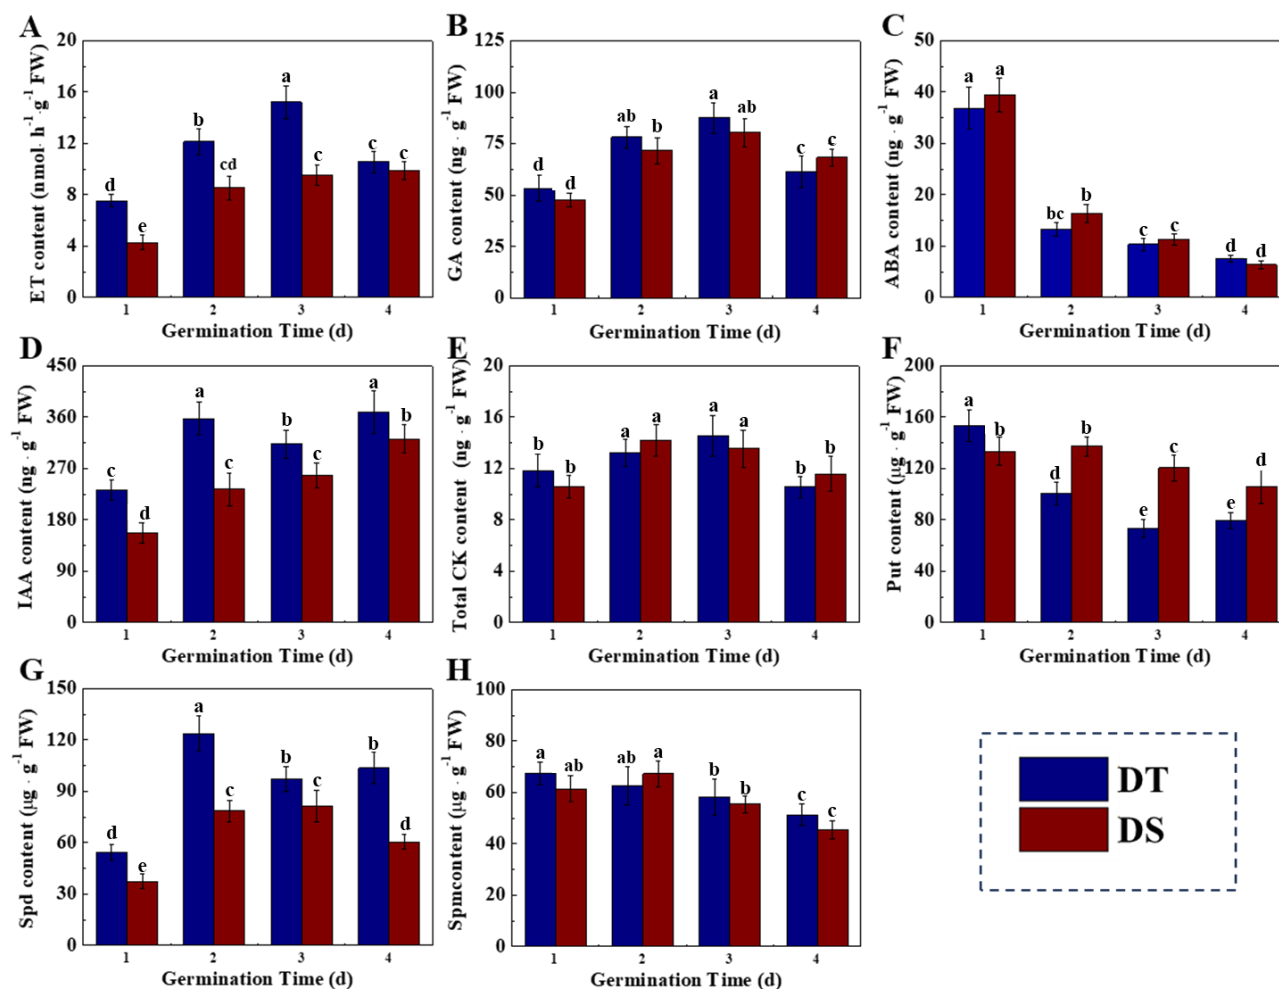 A
ET content (nmol· h⁻¹·g⁻¹ FW)
20
16
12
8
4
0
d
e
b
cd
a
c
c
c
1 2 3 4
Germination Time (d)
B
GA content (ng · g⁻¹ FW)
125
100
75
50
25
0
d
d
ab
b
a
ab
c
c
1 2 3 4
Germination Time (d)
C
ABA content (ng · g⁻¹ FW)
50
40
30
20
10
0
a
a
bc
b
c
c
d
d
1 2 3 4
Germination Time (d)
D
IAA content (ng · g⁻¹ FW)
450
360
270
180
90
0
c
d
a
c
b
c
a
b
1 2 3 4
Germination Time (d)
E
Total CK content (ng · g⁻¹ FW)
20
16
12
8
4
0
b
b
a
a
a
a
b
b
1 2 3 4
Germination Time (d)
F
Put content (μg · g⁻¹ FW)
200
160
120
80
40
0
a
b
d
b
e
c
e
d
1 2 3 4
Germination Time (d)
G
Spd content (μg · g⁻¹ FW)
150
120
90
60
30
0
d
e
a
c
b
c
b
d
1 2 3 4
Germination Time (d)
H
Spmcontent (μg · g⁻¹ FW)
100
80
60
40
20
0
a
ab
ab
a
b
b
c
c
1 2 3 4
Germination Time (d)
DT
DS